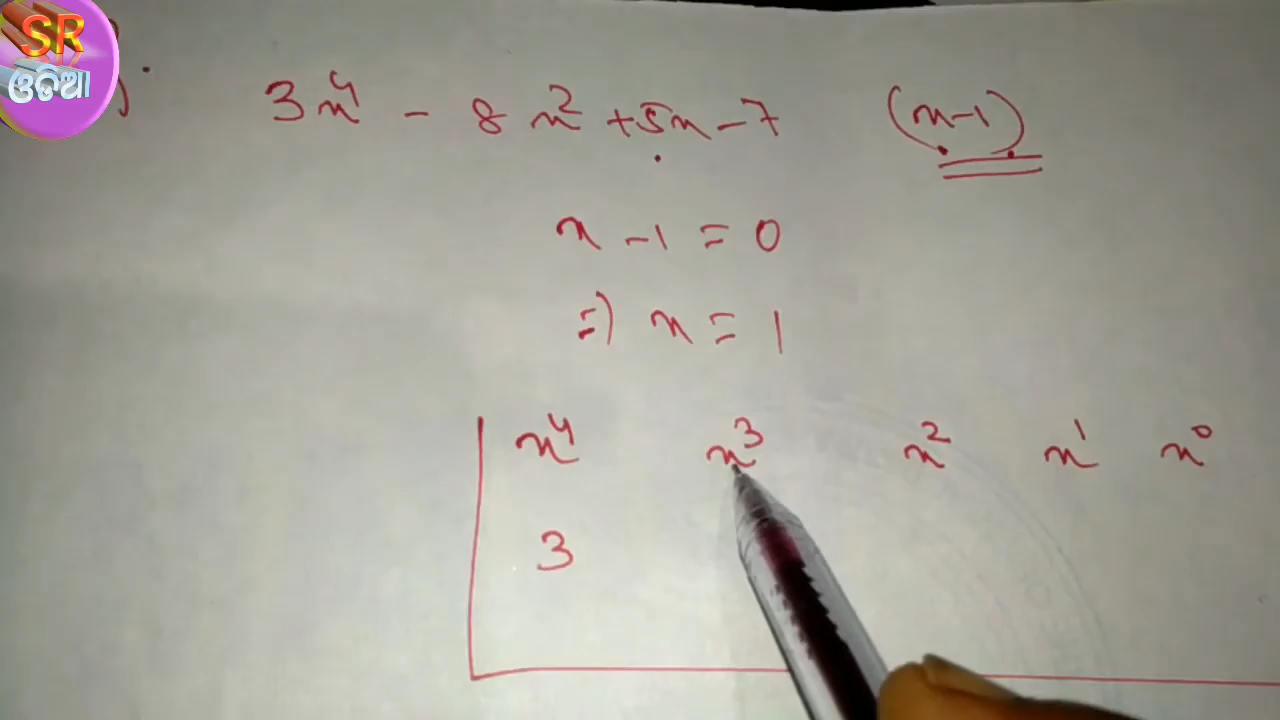 SR
ଓଡିଆ
3x⁴ - 8x² + 5x - 7 (x-1)
x - 1 = 0
=) x = 1
x⁴ x³ x² x¹ x⁰
3